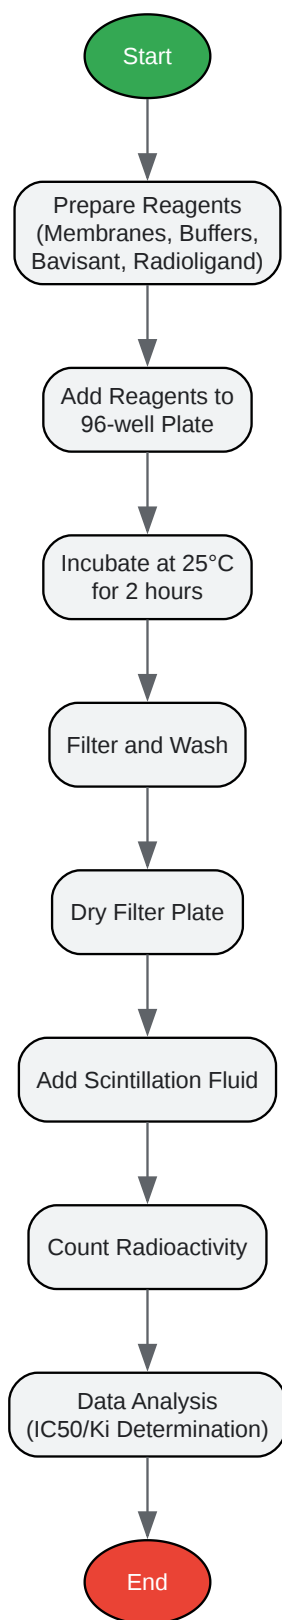 Start
Prepare Reagents
(Membranes, Buffers,
Bavisant, Radioligand)
Add Reagents to
96-well Plate
Incubate at 25°C
for 2 hours
Filter and Wash
Dry Filter Plate
Add Scintillation Fluid
Count Radioactivity
Data Analysis
(IC50/Ki Determination)
End